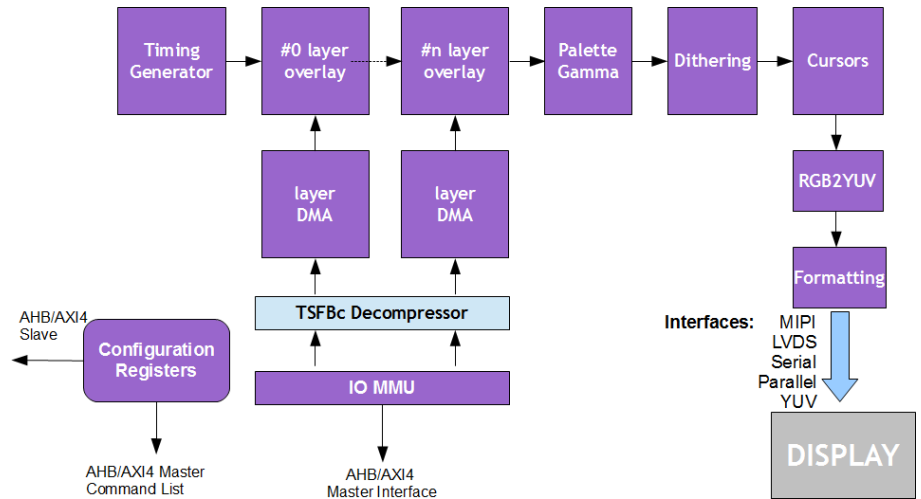 Timing
Generator
#0 layer
overlay
#n layer
overlay
Palette
Gamma
Dithering
Cursors
layer
DMA
layer
DMA
RGB2YUV
Formatting
TSFBc Decompressor
AHB/AXI4
Slave
Configuration
Registers
IO MMU
Interfaces:
MIPI
LVDS
Serial
Parallel
YUV
DISPLAY
AHB/AXI4 Master
Command List
AHB/AXI4
Master Interface